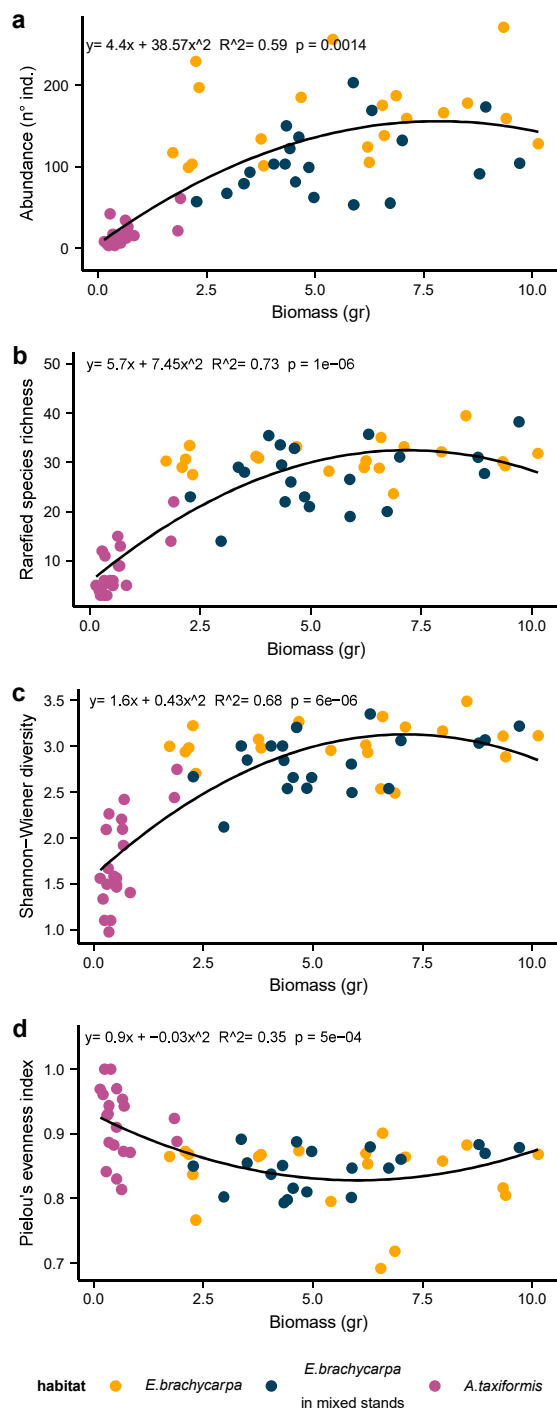 a
y= 4.4x + 38.57x^2 R^2= 0.59 p = 0.0014
Abundance (n° ind.)
200
100
0
0.0 2.5 5.0 7.5 10.0
Biomass (gr)
b
y= 5.7x + 7.45x^2 R^2= 0.73 p = 1e−06
Rarefied species richness
50
40
30
20
10
0.0 2.5 5.0 7.5 10.0
Biomass (gr)
c
y= 1.6x + 0.43x^2 R^2= 0.68 p = 6e−06
Shannon−Wiener diversity
3.5
3.0
2.5
2.0
1.5
1.0
0.0 2.5 5.0 7.5 10.0
Biomass (gr)
d
y= 0.9x + −0.03x^2 R^2= 0.35 p = 5e−04
Pielou's evenness index
1.0
0.9
0.8
0.7
0.0 2.5 5.0 7.5 10.0
Biomass (gr)
habitat E.brachycarpa E.brachycarpa A.taxiformis
in mixed stands